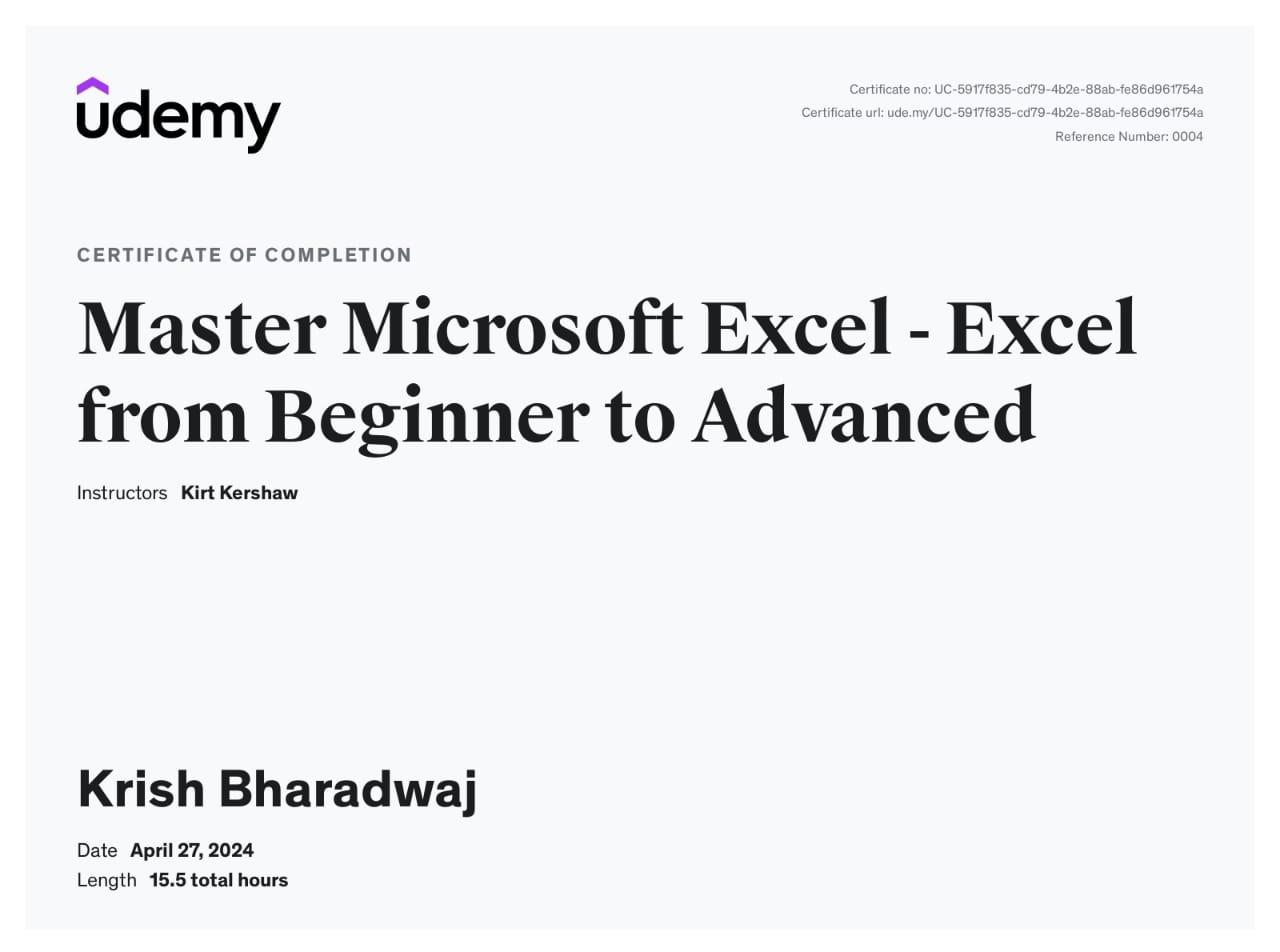 udemy
Certificate no: UC-5917f835-cd79-4b2e-88ab-fe86d961754a
Certificate url: ude.my/UC-5917f835-cd79-4b2e-88ab-fe86d961754a
Reference Number: 0004
CERTIFICATE OF COMPLETION
Master Microsoft Excel - Excel
from Beginner to Advanced
Instructors Kirt Kershaw
Krish Bharadwaj
Date April 27, 2024
Length 15.5 total hours